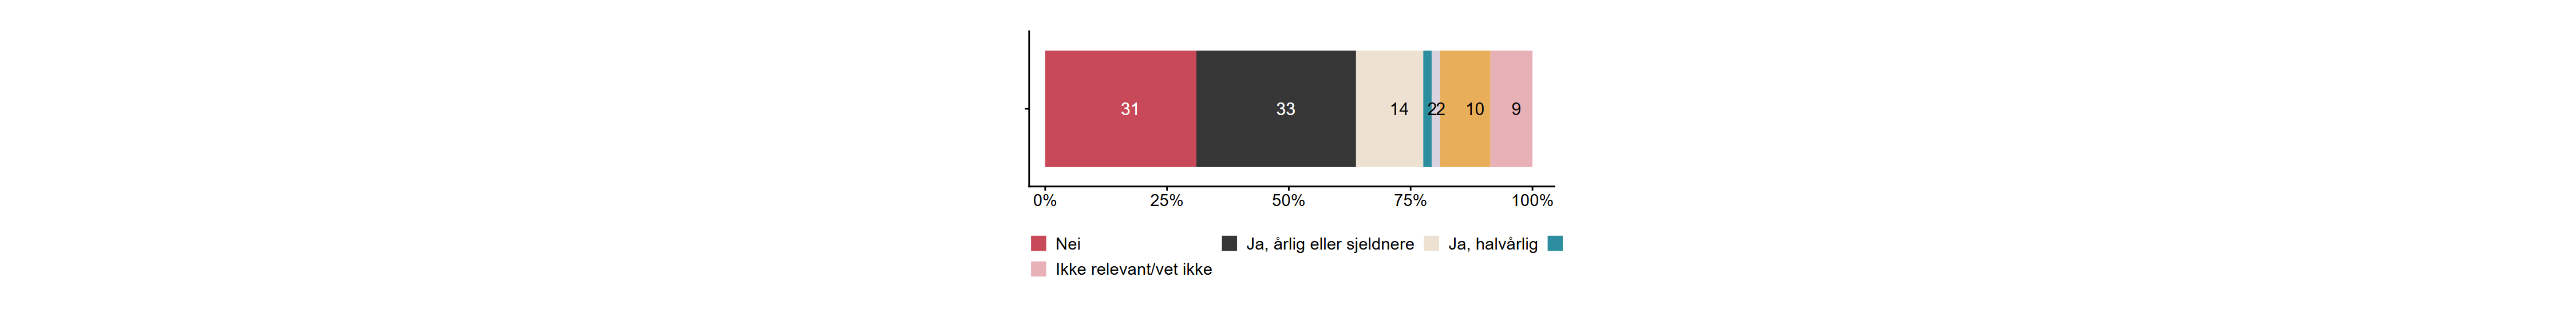 31 33 14 22 10 9
0% 25% 50% 75% 100%
Nei Ja, årlig eller sjeldnere Ja, halvårlig
Ikke relevant/vet ikke